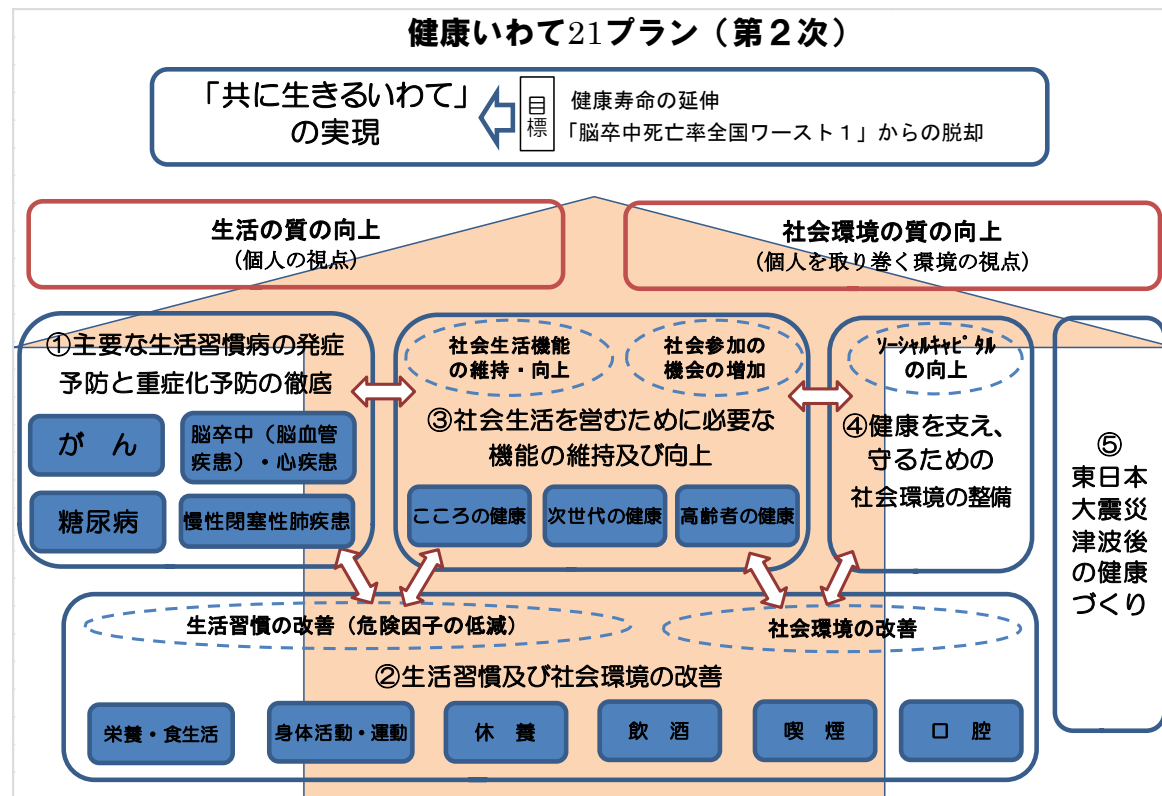 健康いわて21プラン（第２次）
「共に生きるいわて」
の実現
目標
健康寿命の延伸
「脳卒中死亡率全国ワースト１」からの脱却
生活の質の向上
（個人の視点）
社会環境の質の向上
（個人を取り巻く環境の視点）
①主要な生活習慣病の発症
予防と重症化予防の徹底
がん
脳卒中（脳血管
疾患）・心疾患
糖尿病
慢性閉塞性肺疾患
社会生活機能
の維持・向上
社会参加の
機会の増加
③社会生活を営むために必要な
機能の維持及び向上
こころの健康
次世代の健康
高齢者の健康
ｿｰｼｬﾙｷｬﾋﾟﾀﾙ
の向上
④健康を支え、
守るための
社会環境の整備
⑤
東日本
大震災
津波後
の健康
づくり
生活習慣の改善（危険因子の低減）
社会環境の改善
②生活習慣及び社会環境の改善
栄養・食生活
身体活動・運動
休　養
飲　酒
喫　煙
口　腔